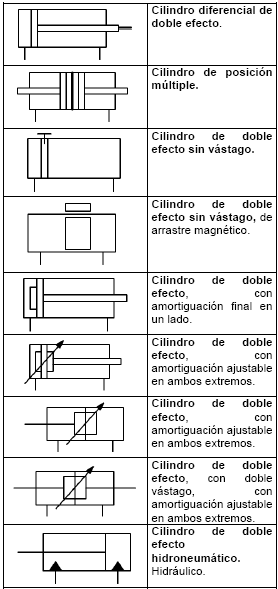 Cilindro diferencial de
doble efecto.
Cilindro de posición
múltiple.
Cilindro de doble
efecto sin vástago.
Cilindro de doble
efecto sin vástago, de
arrastre magnético.
Cilindro de doble
efecto, con
amortiguación final en
un lado.
Cilindro de doble
efecto, con
amortiguación ajustable
en ambos extremos.
Cilindro de doble
efecto, con
amortiguación ajustable
en ambos extremos.
Cilindro de doble
efecto, con doble
vástago, con
amortiguación ajustable
en ambos extremos.
Cilindro de doble
efecto
hidroneumático.
Hidráulico.